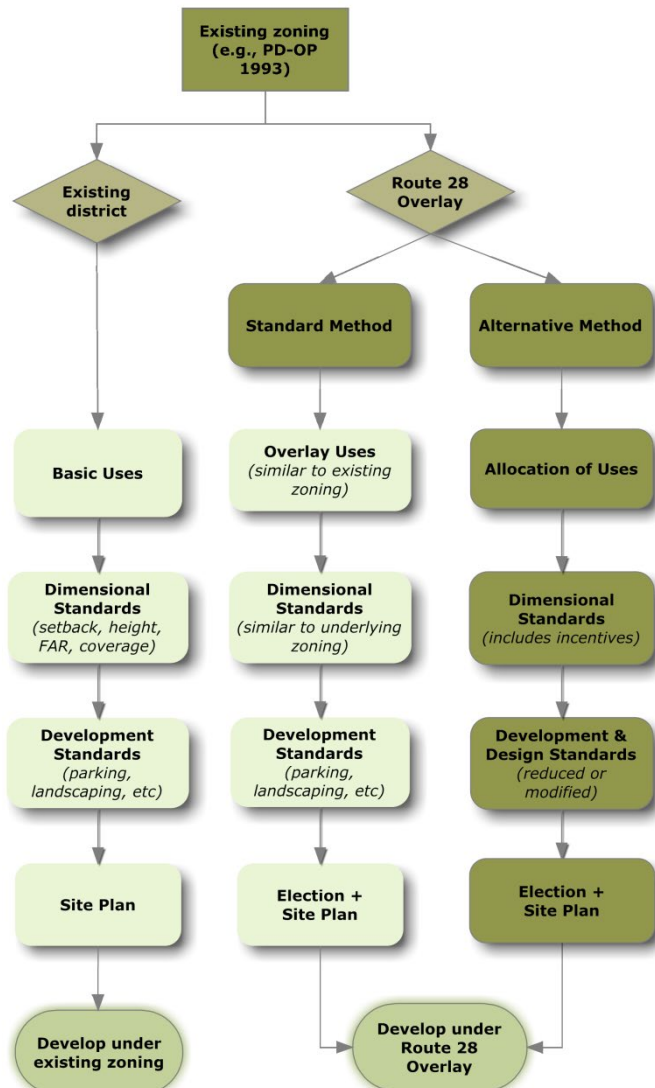 Existing zoning
(e.g., PD-OP
1993)
Existing
district
Route 28
Overlay
Standard Method
Alternative Method
Basic Uses
Overlay Uses
(similar to existing
zoning)
Allocation of Uses
Dimensional
Standards
(setback, height,
FAR, coverage)
Dimensional
Standards
(similar to underlying
zoning)
Dimensional
Standards
(includes incentives)
Development
Standards
(parking,
landscaping, etc)
Development
Standards
(parking,
landscaping, etc)
Development &
Design Standards
(reduced or
modified)
Site Plan
Election +
Site Plan
Election +
Site Plan
Develop under
existing zoning
Develop under
Route 28
Overlay